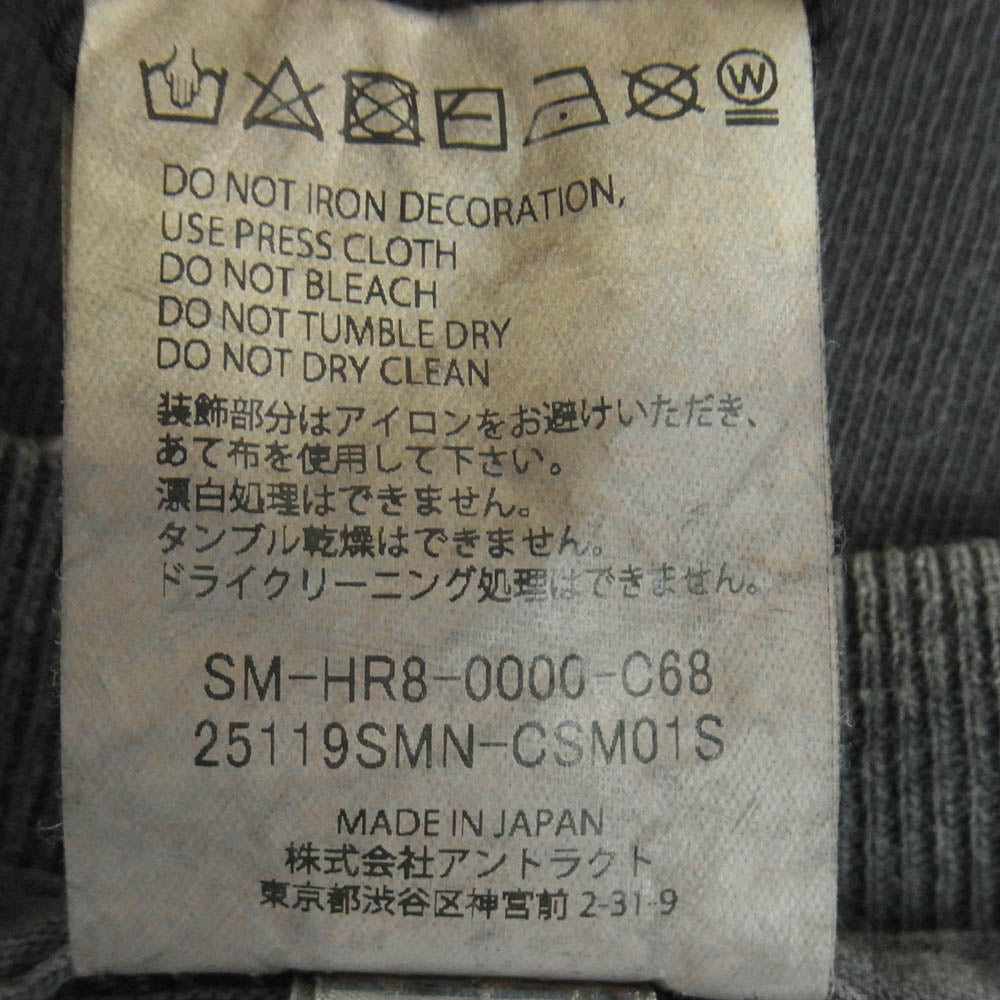 W
DO NOT IRON DECORATION,
USE PRESS CLOTH
DO NOT BLEACH
DO NOT TUMBLE DRY
DO NOT DRY CLEAN
装飾部分はアイロンをお避けいただき、
あて布を使用して下さい。
漂白処理はできません。
タンブル乾燥はできません。
ドライクリーニング処理はできません。
SM-HR8-0000-C68
25119SMN-CSM01S
MADE IN JAPAN
株式会社アントラクト
東京都渋谷区神宮前 2-31-9